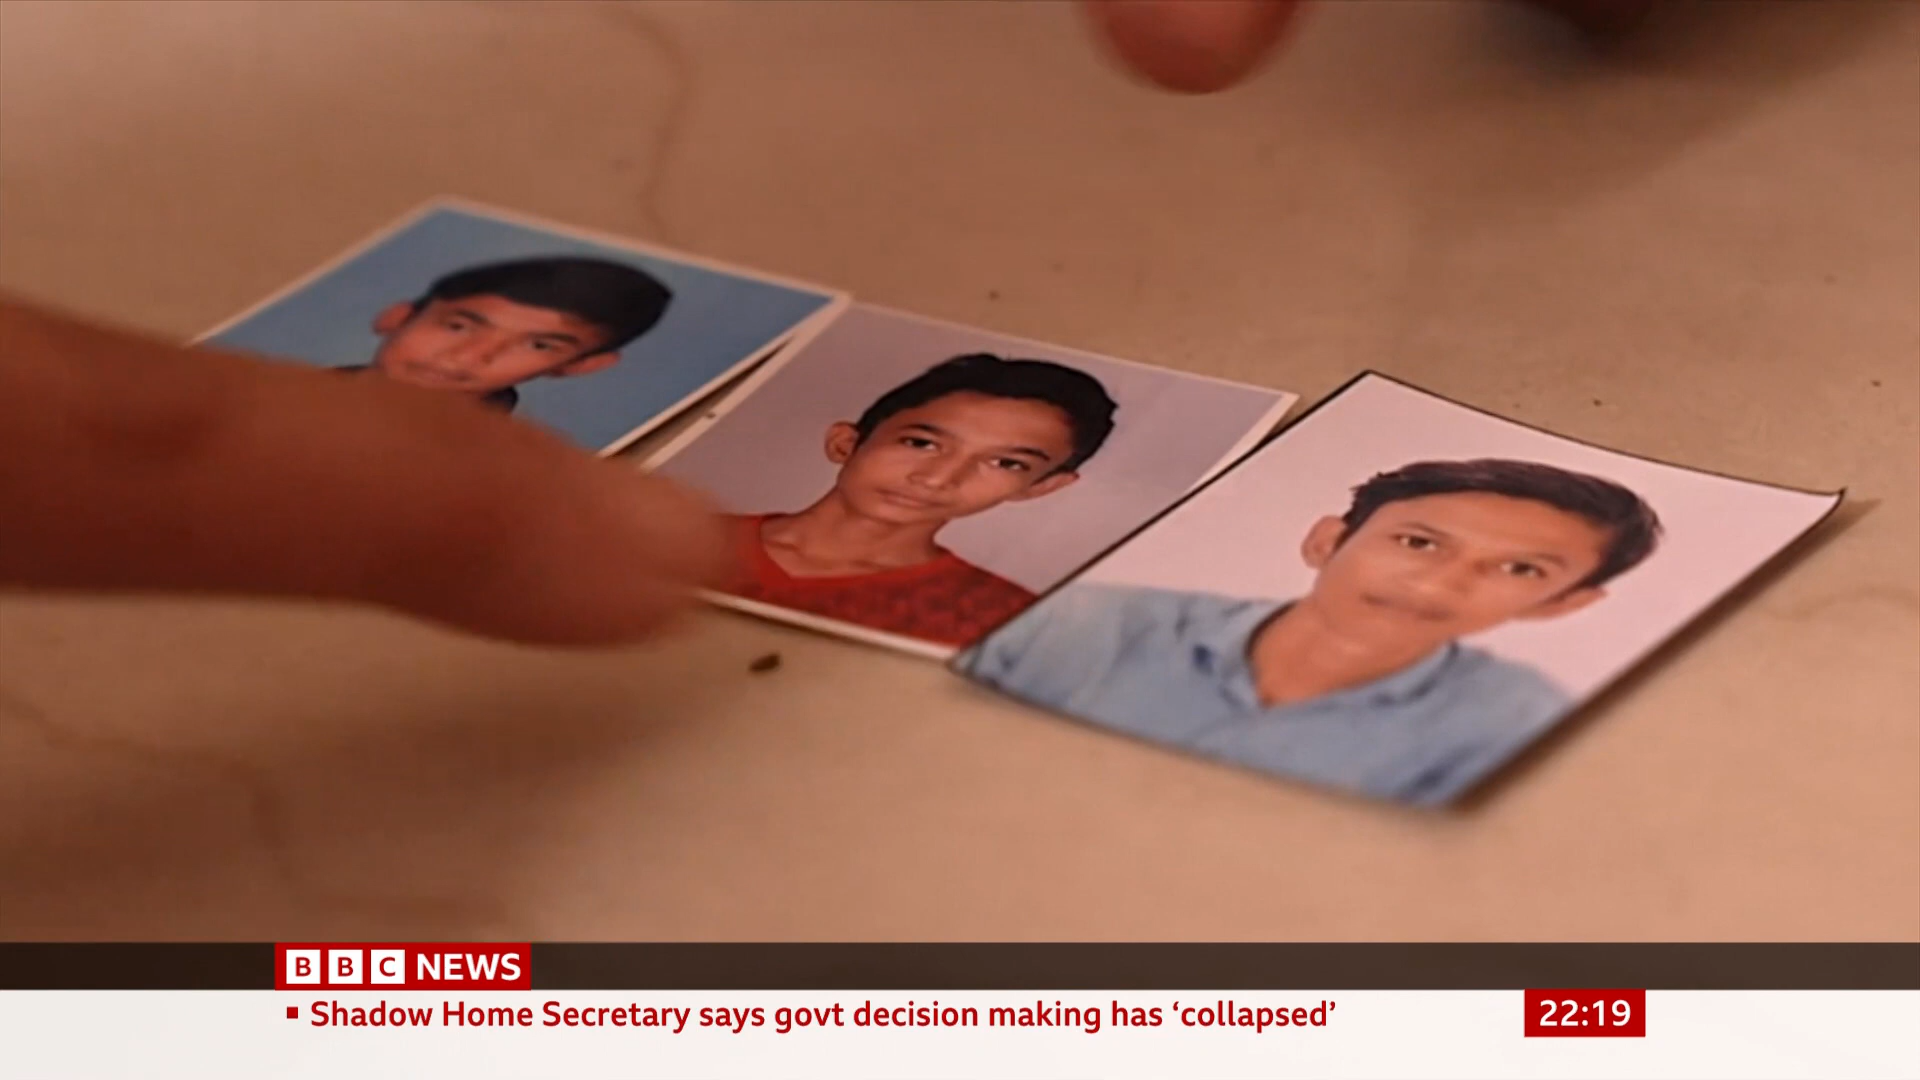 BBC NEWS
Shadow Home Secretary says govt decision making has ‘collapsed’
22:19